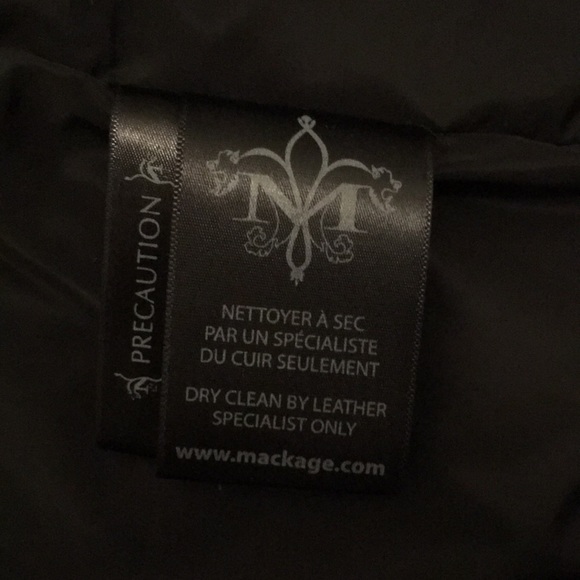 PRECAUTION
M
NETTOYER À SEC
PAR UN SPÉCIALISTE
DU CUIR SEULEMENT
DRY CLEAN BY LEATHER
SPECIALIST ONLY
www.mackage.com